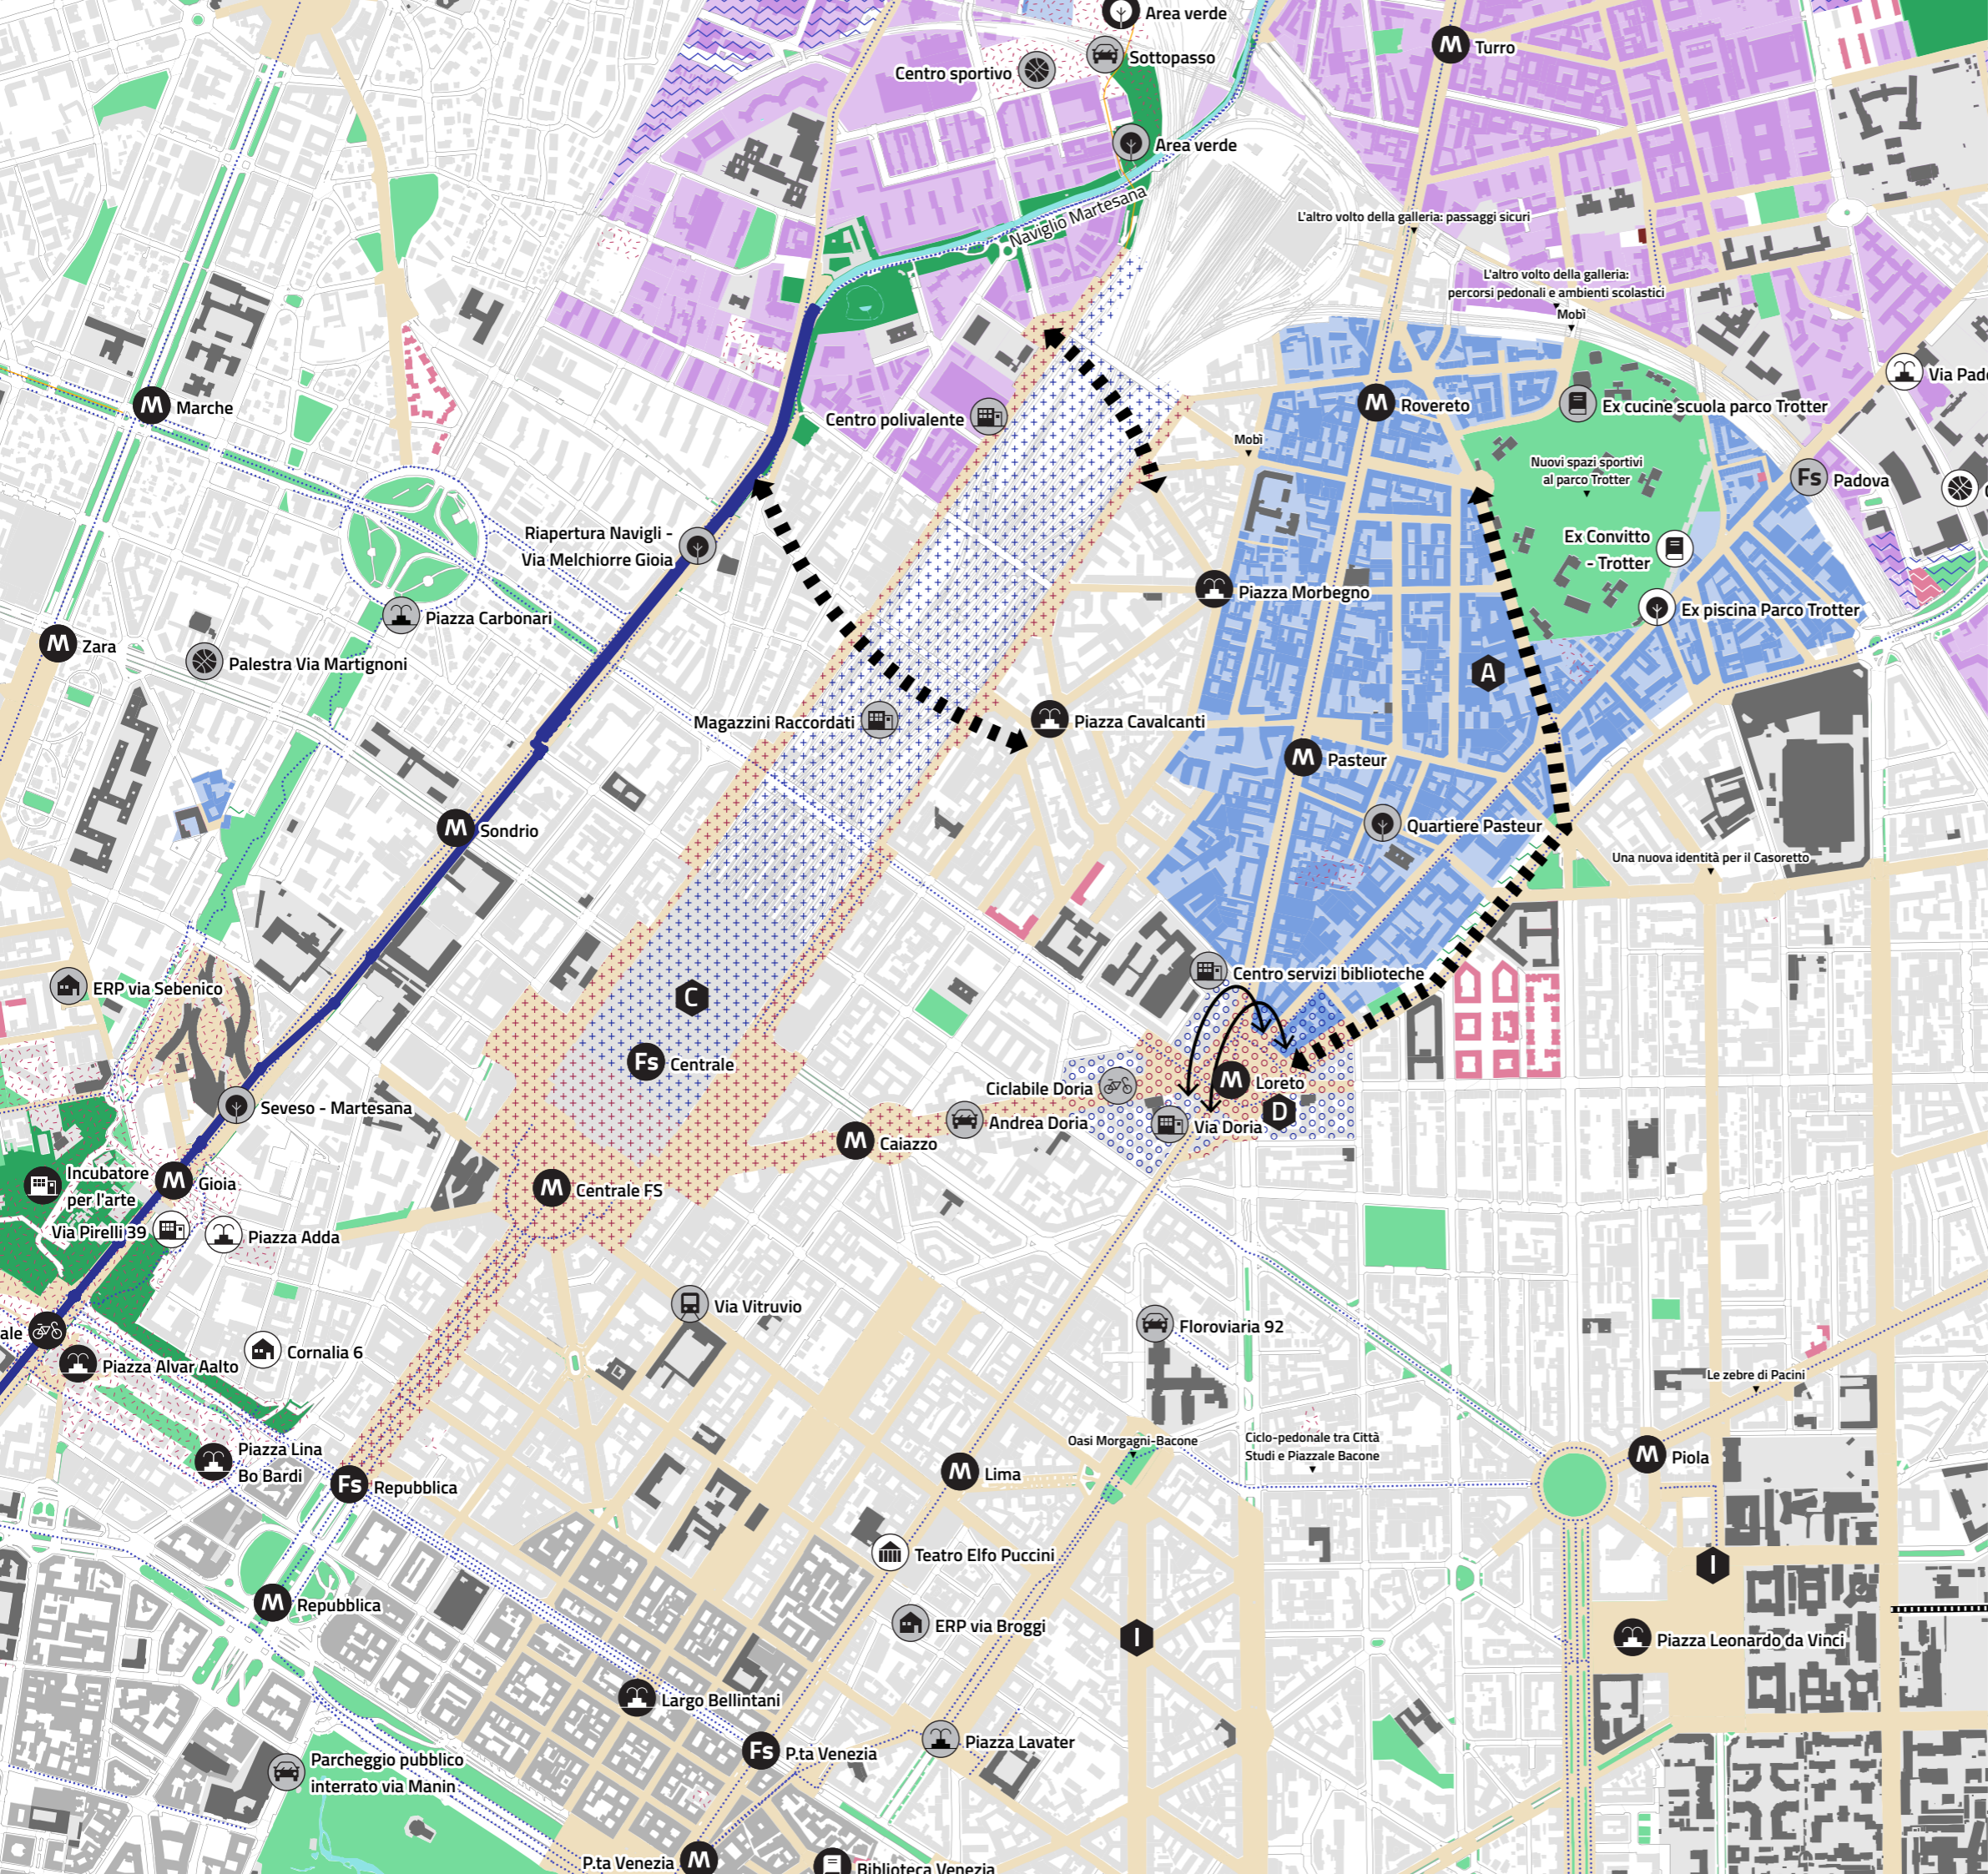 Area verde
Sottopasso
Centro sportivo
M Turro
Area verde
Naviglio Martesana
L'altro volto della galleria: passaggi sicuri
L'altro volto della galleria:
percorsi pedonali e ambienti scolastici
Mobì
M Marche
Centro polivalente
M Rovereto
Ex cucine scuola parco Trotter
Mobì
Nuovi spazi sportivi
al parco Trotter
Fs Padova
Riapertura Navigli -
Via Melchiorre Gioia
Ex Convitto
- Trotter
Piazza Carbonari
Piazza Morbegno
Ex piscina Parco Trotter
M Zara
Palestra Via Martignoni
A
Magazzini Raccordati
Piazza Cavalcanti
M Pasteur
M Sondrio
Quartiere Pasteur
Una nuova identità per il Casoretto
ERP via Sebenico
C
Centro servizi biblioteche
Fs Centrale
Ciclabile Doria
M Loreto
D
Seveso - Martesana
Andrea Doria
Via Doria
M Caiazzo
Incubatore
per l'arte
M Gioia
M Centrale FS
Via Pirelli 39
Piazza Adda
Via Vitruvio
Floroviaria 92
ale
Cornalia 6
Piazza Alvar Aalto
Le zebre di Pacini
Oasi Morgagni-Bacone
Ciclo-pedonale tra Città
Studi e Piazzale Bacone
Piazza Lina
Bo Bardi
M Lima
M Piola
Fs Repubblica
Teatro Elfo Puccini
I
M Repubblica
ERP via Broggi
I
Piazza Leonardo da Vinci
Largo Bellintani
Fs P.ta Venezia
Piazza Lavater
Parcheggio pubblico
interrato via Manin
P.ta Venezia M
Biblioteca Venezia